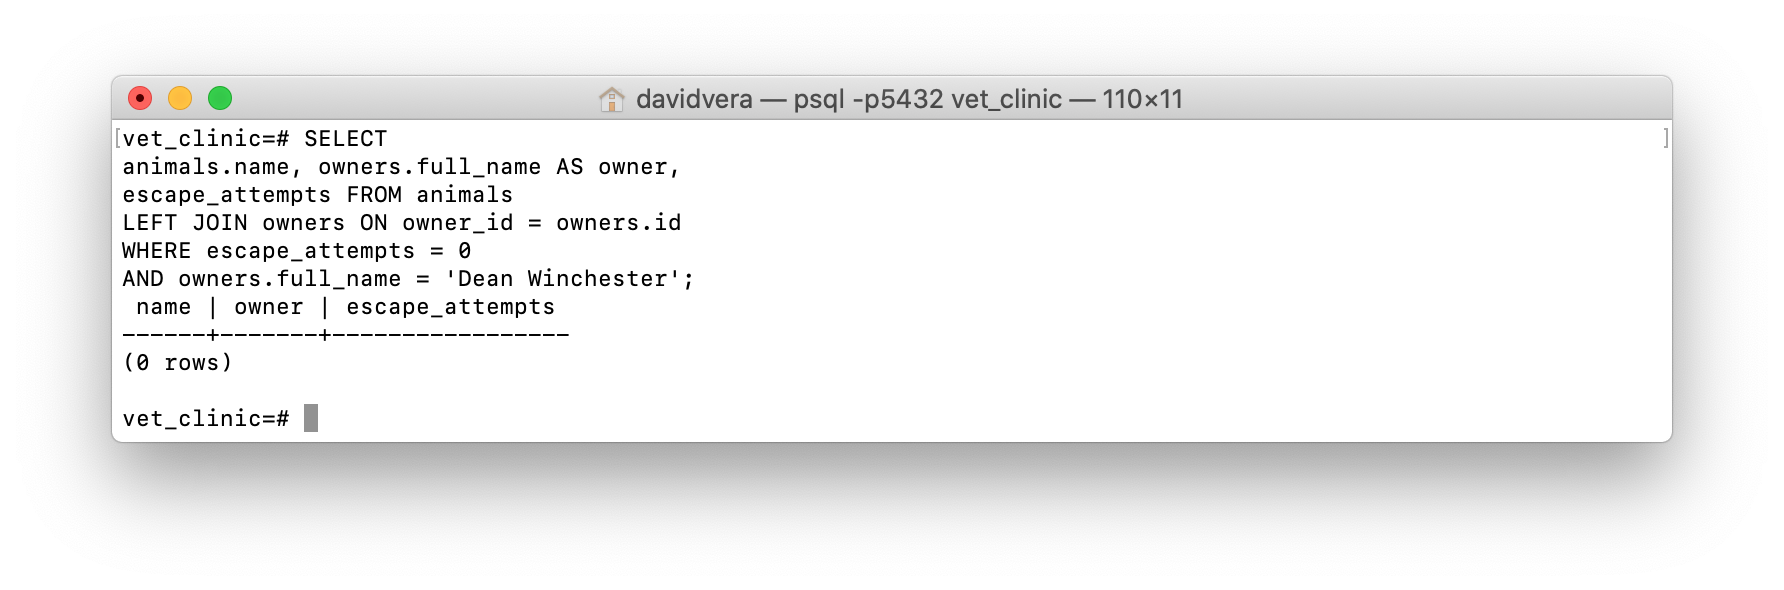 davidvera — psql -p5432 vet_clinic — 110×11
[vet_clinic=# SELECT ]
animals.name, owners.full_name AS owner,
escape_attempts FROM animals
LEFT JOIN owners ON owner_id = owners.id
WHERE escape_attempts = 0
AND owners.full_name = 'Dean Winchester';
 name | owner | escape_attempts
------+-------+-----------------
(0 rows)
vet_clinic=#